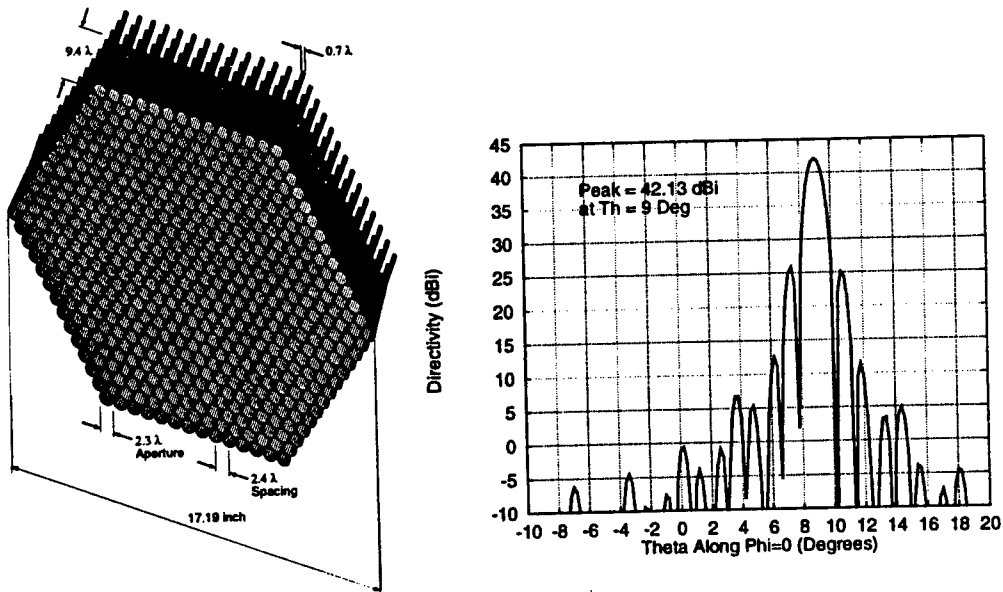 9.4 λ
0.7 λ
2.3 λ
Aperture
2.4 λ
Spacing
17.19 inch
Directivity (dBi)
45
40
35
30
25
20
15
10
5
0
-5
-10
Peak = 42.13 dBi
at Th = 9 Deg
-10 -8 -6 -4 -2 0 2 4 6 8 10 12 14 16 18 20
Theta Along Phi=0 (Degrees)